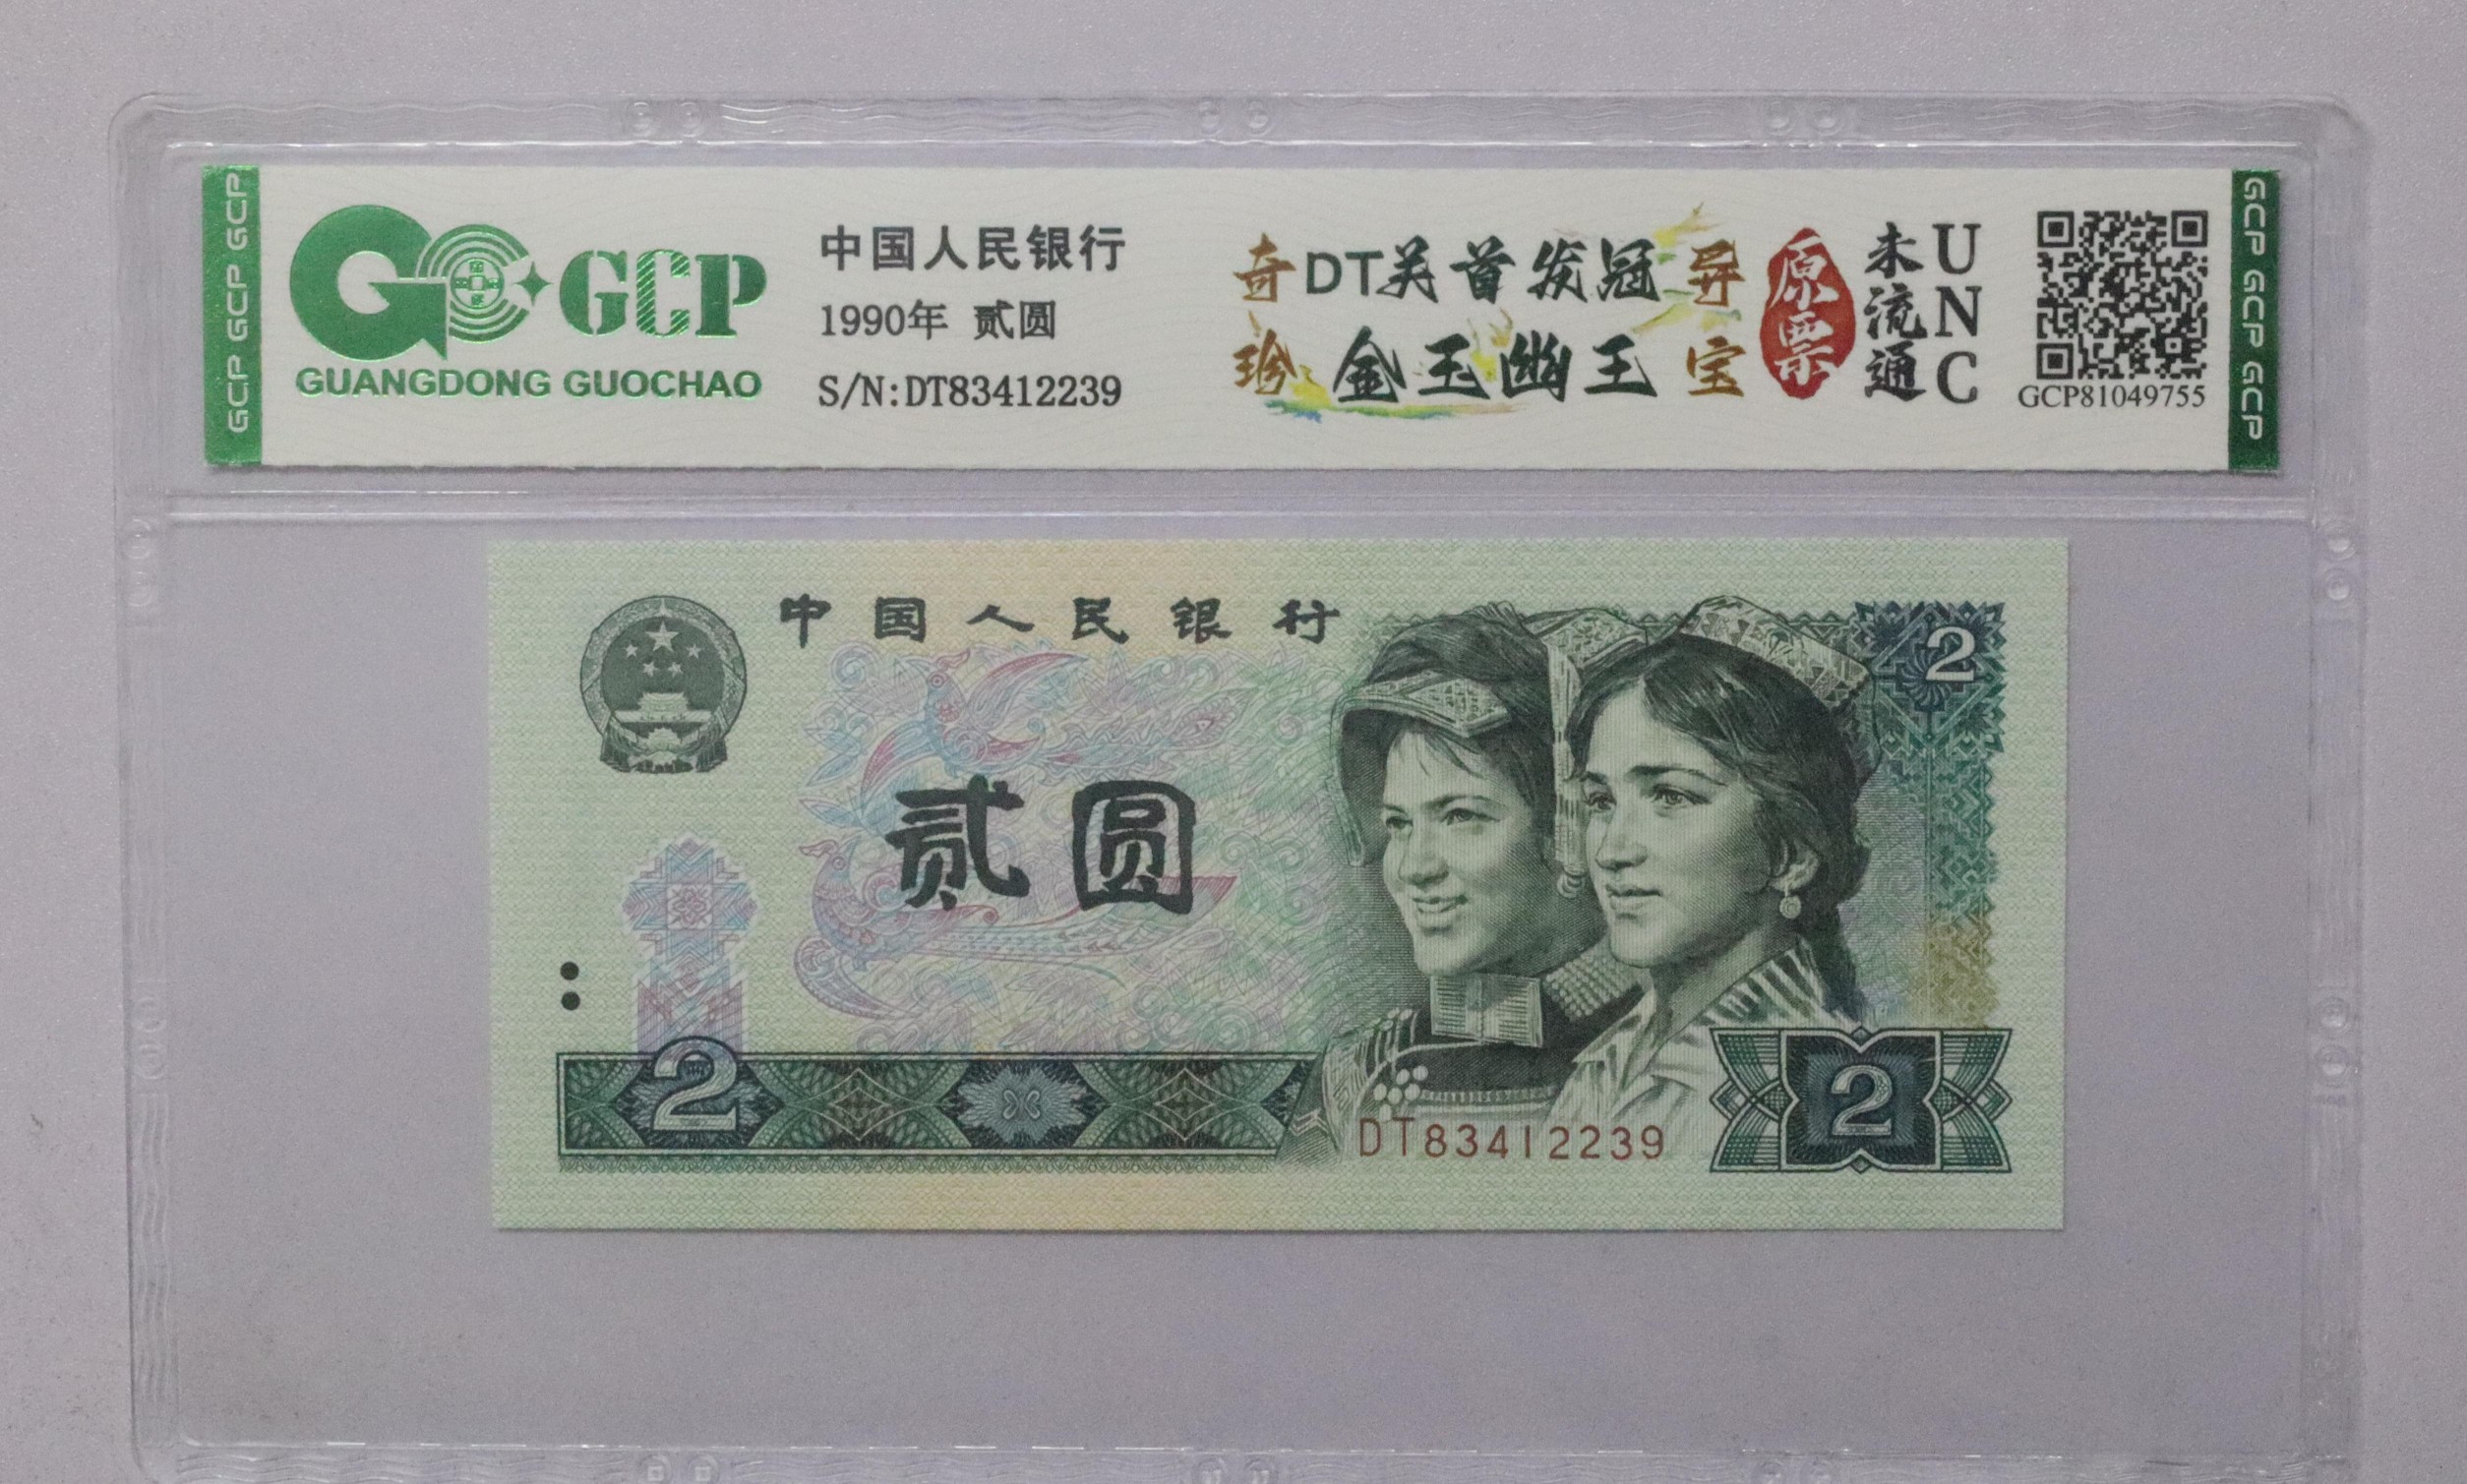 GCP GCP GCP
GCP
GUANGDONG GUOCHAO
中国人民银行
1990年 贰圆
S/N:DT83412239
奇珍
DT关首发冠
金玉幽王
异宝
原票
未流通
UNC
GCP81049755
GCP GCP GCP
中国人民银行
2
贰圆
2
DT83412239
2